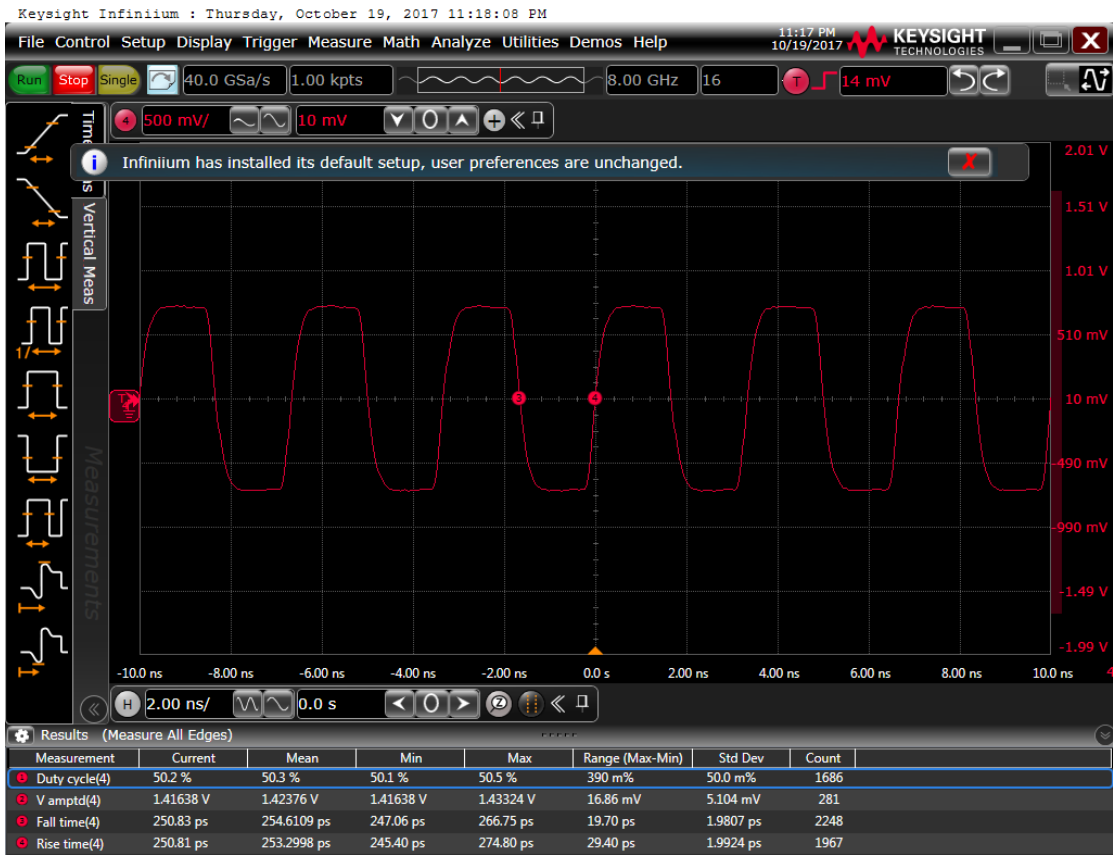 Keysight Infiniium : Thursday, October 19, 2017 11:18:08 PM
File Control Setup Display Trigger Measure Math Analyze Utilities Demos Help
11:17 PM
10/19/2017
KEYSIGHT
TECHNOLOGIES
Run Stop Single 40.0 GSa/s 1.00 kpts 8.00 GHz 16 T 14 mV
4 500 mV/ 10 mV 0
Infiniium has installed its default setup, user preferences are unchanged.
Vertical Meas
Measurements
1/
2.01 V
1.51 V
1.01 V
510 mV
10 mV
-490 mV
-990 mV
-1.49 V
-1.99 V
T
3 4
-10.0 ns -8.00 ns -6.00 ns -4.00 ns -2.00 ns 0.0 s 2.00 ns 4.00 ns 6.00 ns 8.00 ns 10.0 ns
H 2.00 ns/ 0.0 s 0 Z
Results (Measure All Edges)
Measurement Current Mean Min Max Range (Max-Min) Std Dev Count
1 Duty cycle(4) 50.2 % 50.3 % 50.1 % 50.5 % 390 m% 50.0 m% 1686
2 V amptd(4) 1.41638 V 1.42376 V 1.41638 V 1.43324 V 16.86 mV 5.104 mV 281
3 Fall time(4) 250.83 ps 254.6109 ps 247.06 ps 266.75 ps 19.70 ps 1.9807 ps 2248
4 Rise time(4) 250.81 ps 253.2998 ps 245.40 ps 274.80 ps 29.40 ps 1.9924 ps 1967